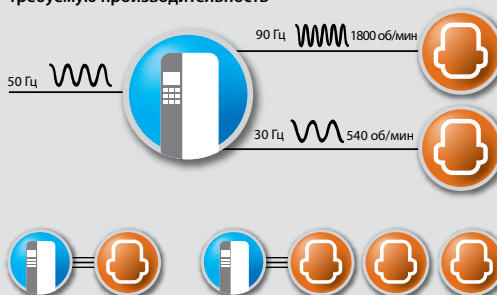 требуемую производительность
90 Гц 1800 об/мин
50 Гц
30 Гц 540 об/мин